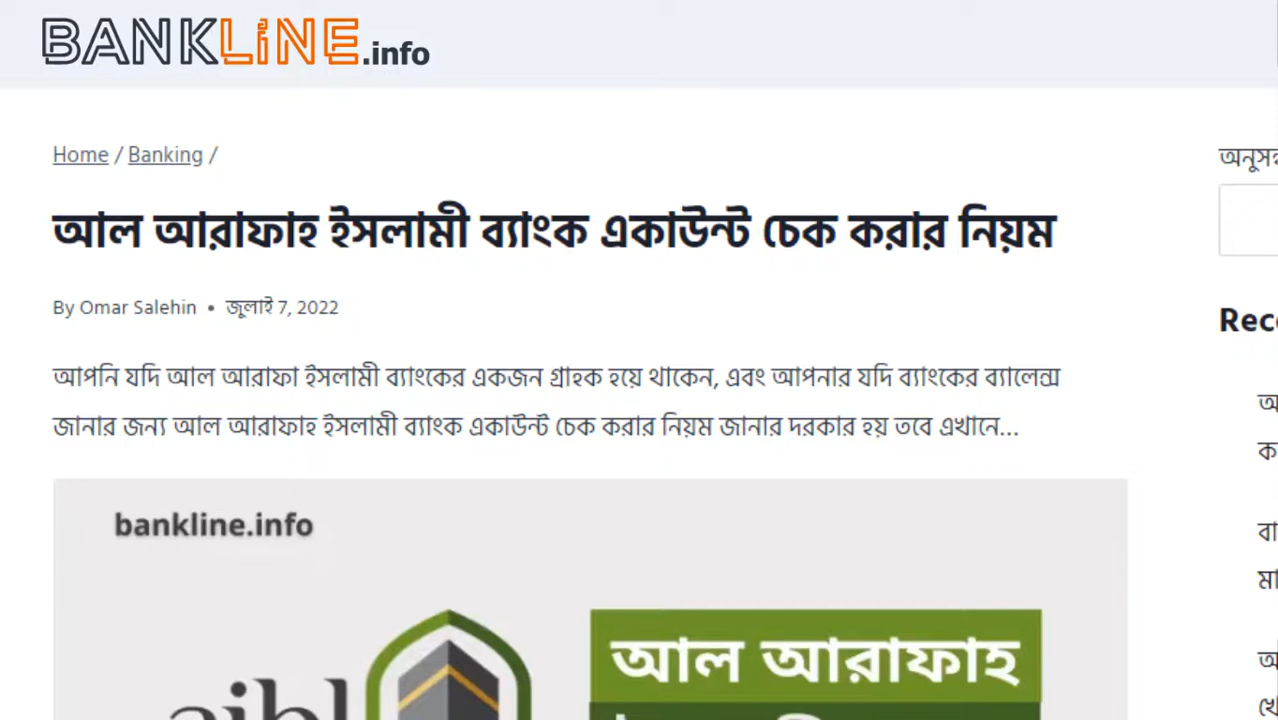 BANKLiNE.info
Home / Banking /
অনুসন্ধ
আল আরাফাহ ইসলামী ব্যাংক একাউন্ট চেক করার নিয়ম
By Omar Salehin • জুলাই 7, 2022
Rec
আপনি যদি আল আরাফা ইসলামী ব্যাংকের একজন গ্রাহক হয়ে থাকেন, এবং আপনার যদি ব্যাংকের ব্যালেন্স
জানার জন্য আল আরাফাহ ইসলামী ব্যাংক একাউন্ট চেক করার নিয়ম জানার দরকার হয় তবে এখানে...
bankline.info
আল আরাফাহ
aibl